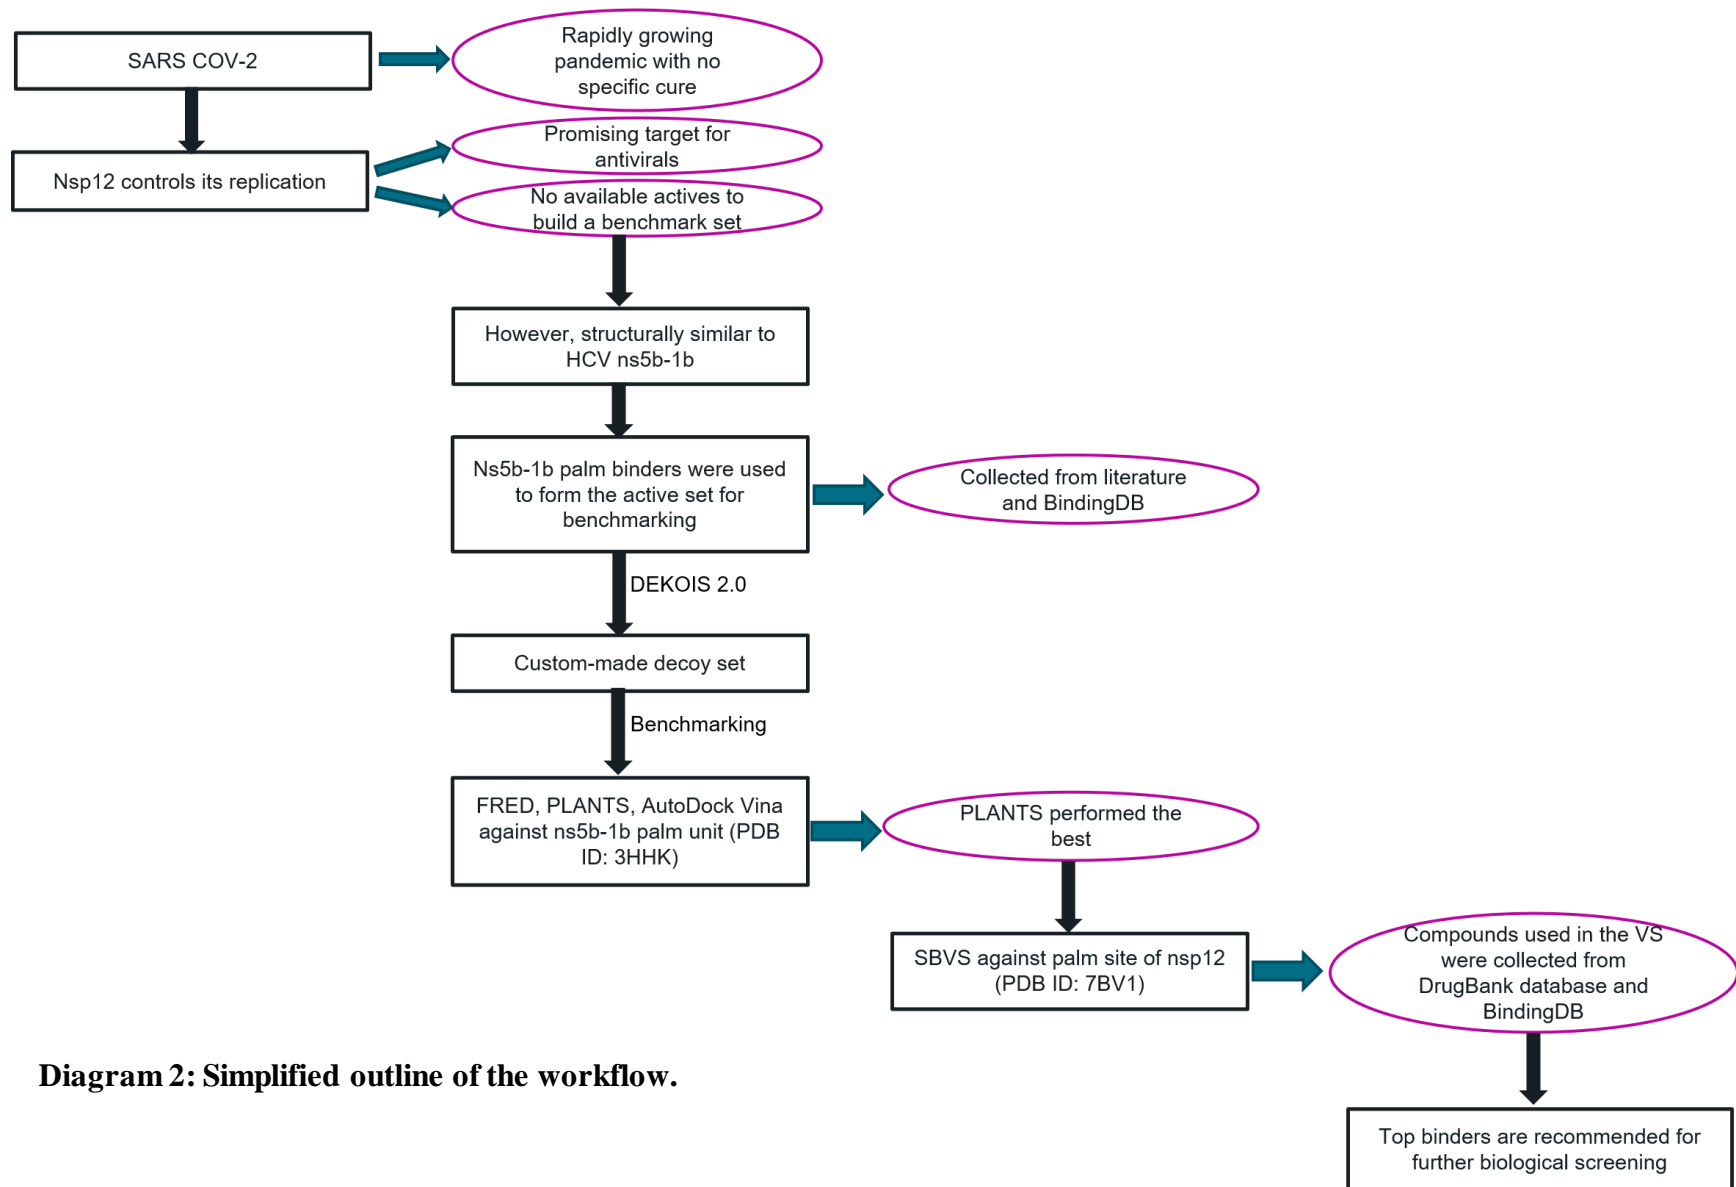 SARS COV-2
Rapidly growing
pandemic with no
specific cure
Nsp12 controls its replication
Promising target for
antivirals
No available actives to
build a benchmark set
However, structurally similar to
HCV ns5b-1b
Ns5b-1b palm binders were used
to form the active set for
benchmarking
Collected from literature
and BindingDB
DEKOIS 2.0
Custom-made decoy set
Benchmarking
FRED, PLANTS, AutoDock Vina
against ns5b-1b palm unit (PDB
ID: 3HHK)
PLANTS performed the
best
SBVS against palm site of nsp12
(PDB ID: 7BV1)
Compounds used in the VS
were collected from
DrugBank database and
BindingDB
Top binders are recommended for
further biological screening
Diagram 2: Simplified outline of the workflow.